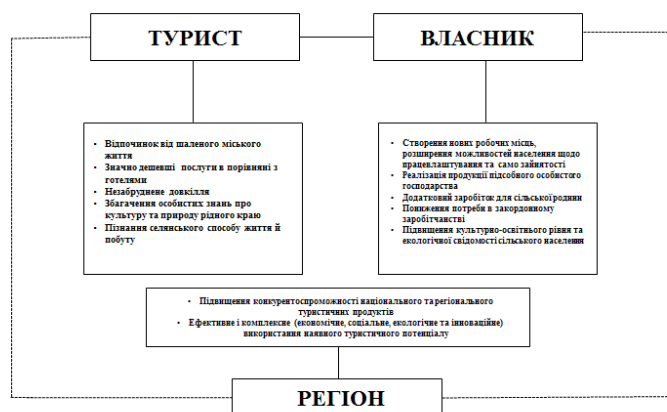 ТУРИСТ
ВЛАСНИК
• Відпочинок від шаленого міського
життя
• Значно дешевші послуги в порівняні з
готелями
• Незабруднене довкілля
• Збагачення особистих знань про
культуру та природу рідного краю
• Пізнання селянського способу життя й
побуту
• Створення нових робочих місць,
розширення можливостей населення щодо
працевлаштування та само зайнятості
• Реалізація продукції підсобного особистого
господарства
• Додатковий заробіток для сільської родини
• Пониження потреби в закордонному
заробітчанстві
• Підвищення культурно-освітнього рівня та
екологічної свідомості сільського населення
• Підвищення конкурентоспроможності національного та регіонального
туристичних продуктів
• Ефективне і комплексне (економічне, соціальне, екологічне та інноваційне)
використання наявного туристичного потенціалу
РЕГІОН